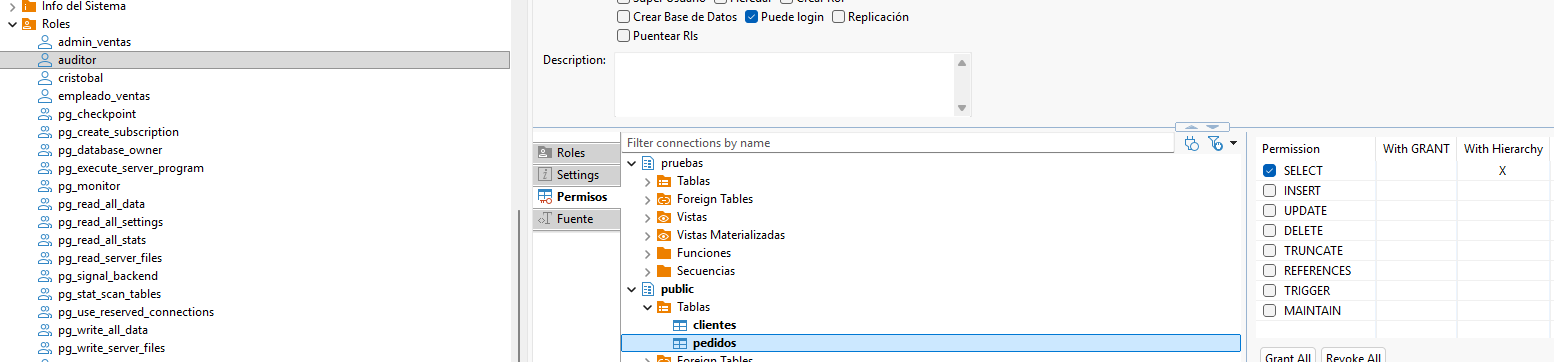 Info del Sistema
Roles
admin_ventas
auditor
cristobal
empleado_ventas
pg_checkpoint
pg_create_subscription
pg_database_owner
pg_execute_server_program
pg_monitor
pg_read_all_data
pg_read_all_settings
pg_read_all_stats
pg_read_server_files
pg_signal_backend
pg_stat_scan_tables
pg_use_reserved_connections
pg_write_all_data
pg_write_server_files
Crear Base de Datos Puede login Replicación
Puentear Rls
Description:
Roles
Settings
Permisos
Fuente
Filter connections by name
pruebas
Tablas
Foreign Tables
Vistas
Vistas Materializadas
Funciones
Secuencias
public
Tablas
clientes
pedidos
Foreign Tables
Permission With GRANT With Hierarchy
SELECT X
INSERT
UPDATE
DELETE
TRUNCATE
REFERENCES
TRIGGER
MAINTAIN
Grant All Revoke All